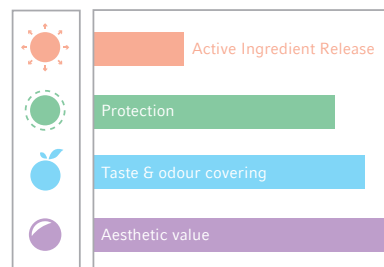 Active Ingredient Release
Protection
Taste & odour covering
Aesthetic value